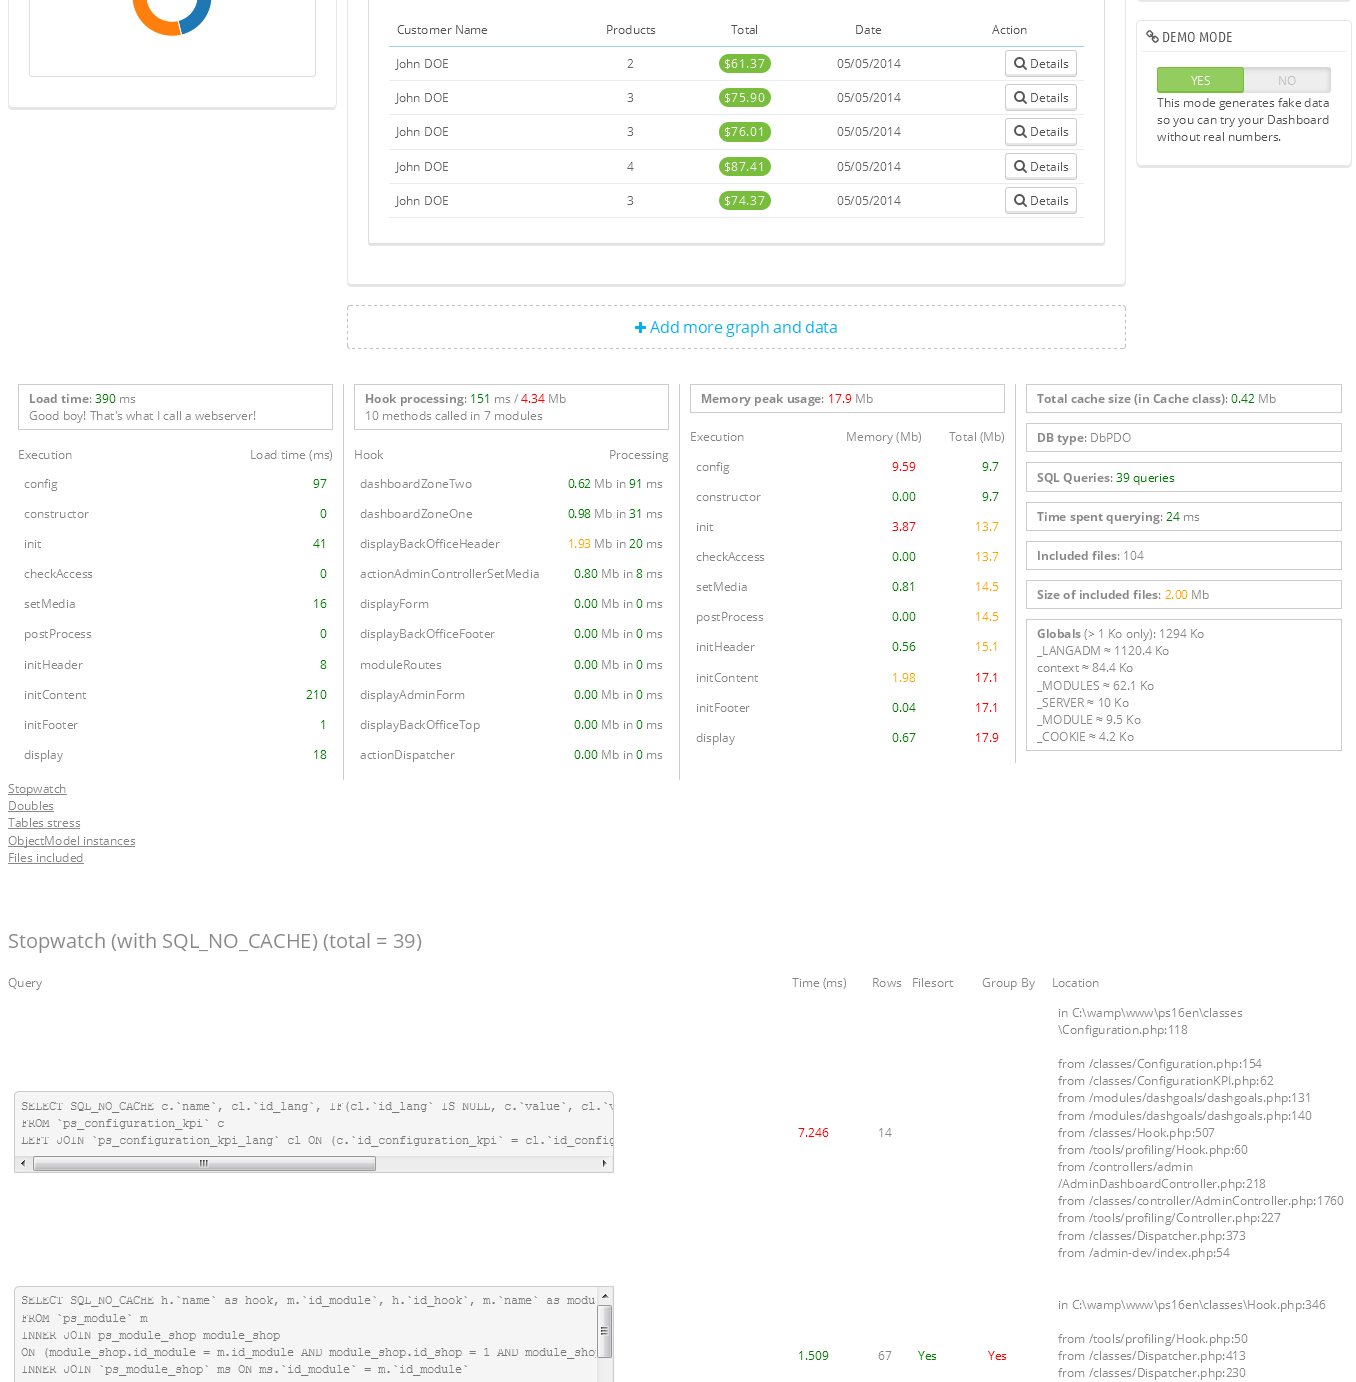 Customer Name Products Total Date Action
John DOE 2 $61.37 05/05/2014 Details
John DOE 3 $75.90 05/05/2014 Details
John DOE 3 $76.01 05/05/2014 Details
John DOE 4 $87.41 05/05/2014 Details
John DOE 3 $74.37 05/05/2014 Details
Add more graph and data
DEMO MODE
YES NO
This mode generates fake data
so you can try your Dashboard
without real numbers.
Load time: 390 ms
Good boy! That's what I call a webserver!
Execution Load time (ms)
config 97
constructor 0
init 41
checkAccess 0
setMedia 16
postProcess 0
initHeader 8
initContent 210
initFooter 1
display 18
Hook processing: 151 ms / 4.34 Mb
10 methods called in 7 modules
Hook Processing
dashboardZoneTwo 0.62 Mb in 91 ms
dashboardZoneOne 0.98 Mb in 31 ms
displayBackOfficeHeader 1.93 Mb in 20 ms
actionAdminControllerSetMedia 0.80 Mb in 8 ms
displayForm 0.00 Mb in 0 ms
displayBackOfficeFooter 0.00 Mb in 0 ms
moduleRoutes 0.00 Mb in 0 ms
displayAdminForm 0.00 Mb in 0 ms
displayBackOfficeTop 0.00 Mb in 0 ms
actionDispatcher 0.00 Mb in 0 ms
Memory peak usage: 17.9 Mb
Execution Memory (Mb) Total (Mb)
config 9.59 9.7
constructor 0.00 9.7
init 3.87 13.7
checkAccess 0.00 13.7
setMedia 0.81 14.5
postProcess 0.00 14.5
initHeader 0.56 15.1
initContent 1.98 17.1
initFooter 0.04 17.1
display 0.67 17.9
Total cache size (in Cache class): 0.42 Mb
DB type: DbPDO
SQL Queries: 39 queries
Time spent querying: 24 ms
Included files: 104
Size of included files: 2.00 Mb
Globals (> 1 Ko only): 1294 Ko
_LANGADM ≈ 1120.4 Ko
context ≈ 84.4 Ko
_MODULES ≈ 62.1 Ko
_SERVER ≈ 10 Ko
_MODULE ≈ 9.5 Ko
_COOKIE ≈ 4.2 Ko
Stopwatch
Doubles
Tables stress
ObjectModel instances
Files included
Stopwatch (with SQL_NO_CACHE) (total = 39)
Query Time (ms) Rows Filesort Group By Location
SELECT SQL_NO_CACHE c.`name`, cl.`id_lang`, IF(cl.`id_lang` IS NULL, c.`value`, cl.`v
FROM `ps_configuration_kpi` c
LEFT JOIN `ps_configuration_kpi_lang` cl ON (c.`id_configuration_kpi` = cl.`id_config
7.246 14
in C:\wamp\www\ps16en\classes
\Configuration.php:118
from /classes/Configuration.php:154
from /classes/ConfigurationKPI.php:62
from /modules/dashgoals/dashgoals.php:131
from /modules/dashgoals/dashgoals.php:140
from /classes/Hook.php:507
from /tools/profiling/Hook.php:60
from /controllers/admin
/AdminDashboardController.php:218
from /classes/controller/AdminController.php:1760
from /tools/profiling/Controller.php:227
from /classes/Dispatcher.php:373
from /admin-dev/index.php:54
SELECT SQL_NO_CACHE h.`name` as hook, m.`id_module`, h.`id_hook`, m.`name` as modu
FROM `ps_module` m
INNER JOIN ps_module_shop module_shop
ON (module_shop.id_module = m.id_module AND module_shop.id_shop = 1 AND module_sho
INNER JOIN `ps_module_shop` ms ON ms.`id_module` = m.`id_module`
1.509 67 Yes Yes
in C:\wamp\www\ps16en\classes\Hook.php:346
from /tools/profiling/Hook.php:50
from /classes/Dispatcher.php:413
from /classes/Dispatcher.php:230